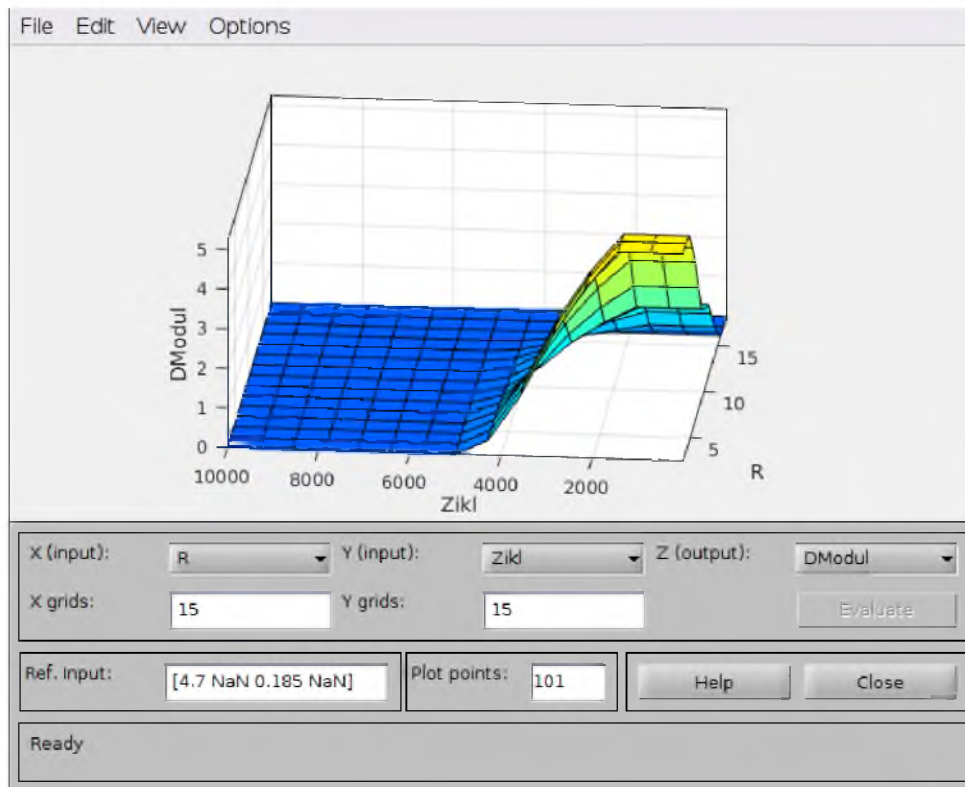 File Edit View Options
5
4
3
2
1
0
DModul
10000
8000
6000
4000
2000
Zikl
15
10
5
R
X (input): R Y (input): Zikl Z (output): DModul
X grids: 15 Y grids: 15 Evaluate
Ref. Input: [4.7 NaN 0.185 NaN] Plot points: 101 Help Close
Ready